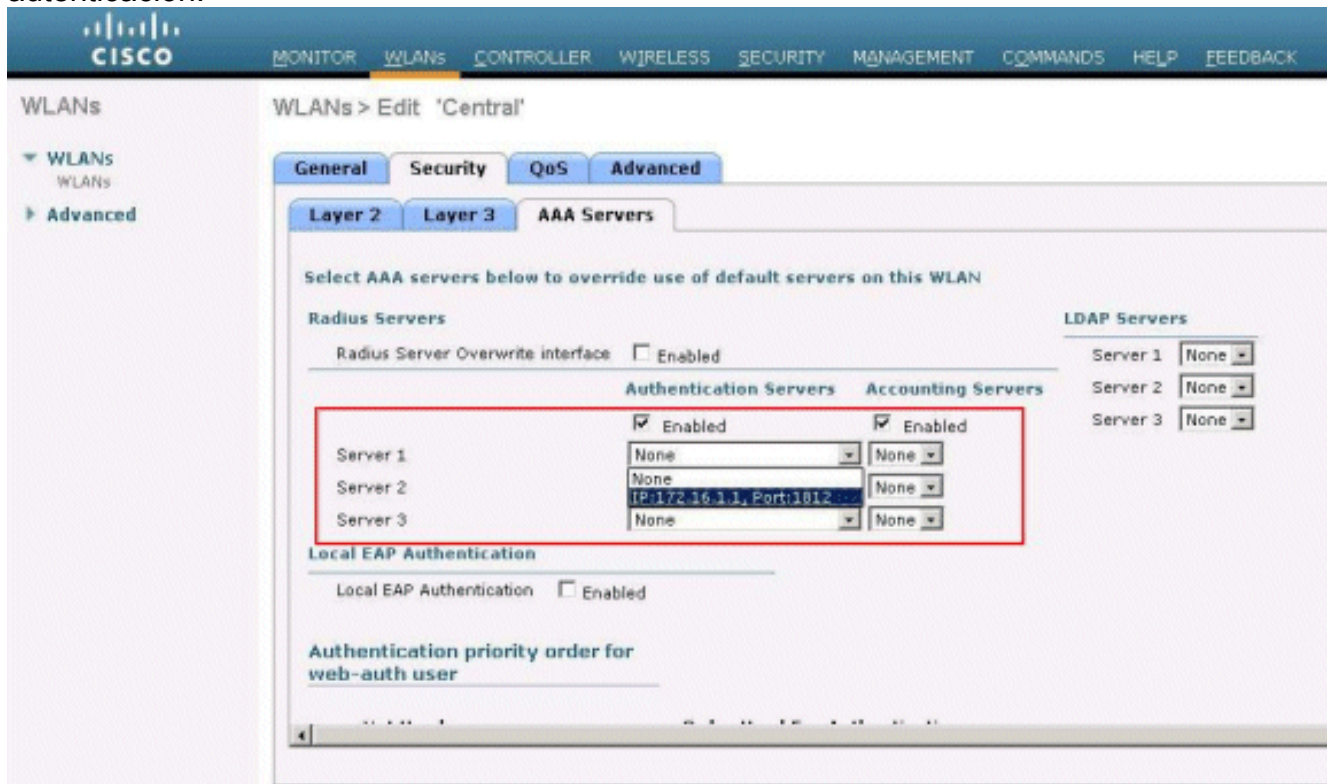 autenticación.
CISCO
MONITOR WLANs CONTROLLER WIRELESS SECURITY MANAGEMENT COMMANDS HELP FEEDBACK
WLANs
WLANs
WLANs
Advanced
WLANs > Edit 'Central'
General Security QoS Advanced
Layer 2 Layer 3 AAA Servers
Select AAA servers below to override use of default servers on this WLAN
Radius Servers
Radius Server Overwrite interface Enabled
Authentication Servers Accounting Servers
Enabled Enabled
Server 1 None None
None
Server 2 IP:172.16.1.1, Port:1812 None
Server 3 None None
LDAP Servers
Server 1 None
Server 2 None
Server 3 None
Local EAP Authentication
Local EAP Authentication Enabled
Authentication priority order for
web-auth user